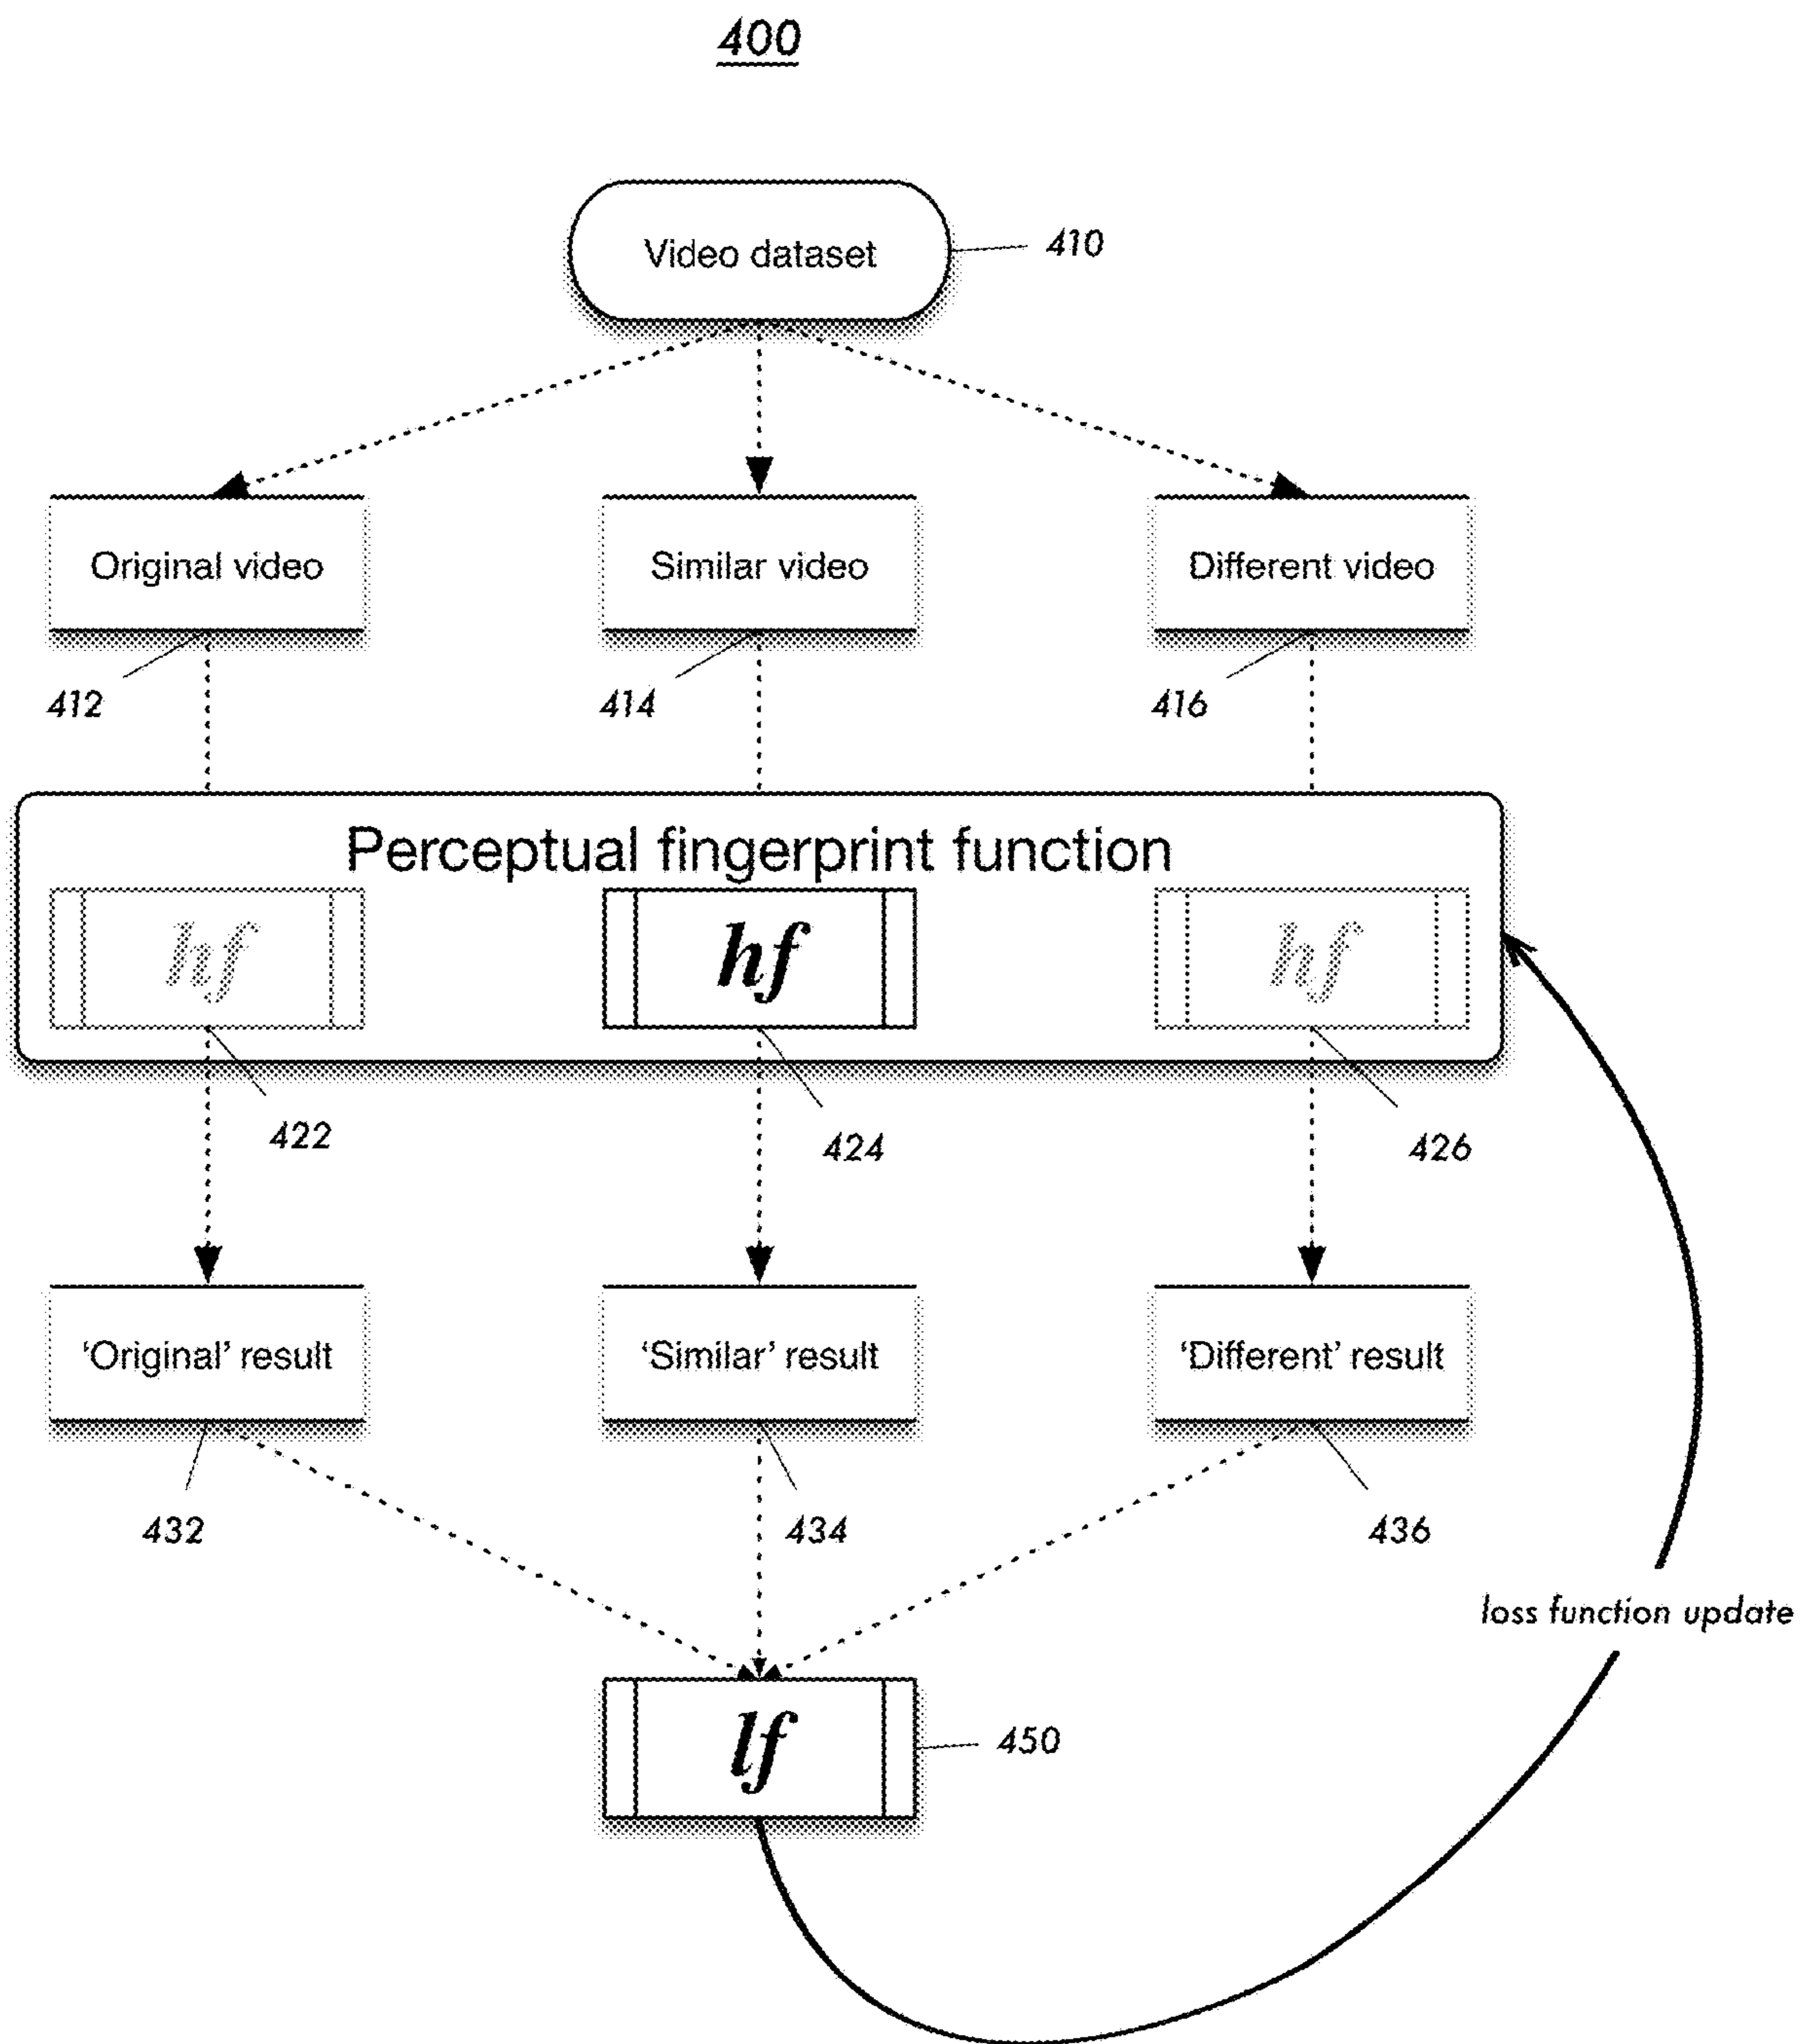 400
Video dataset
410
Original video
Similar video
Different video
412
414
416
Perceptual fingerprint function
hf
hf
hf
422
424
426
'Original' result
'Similar' result
'Different' result
432
434
436
loss function update
lf
450